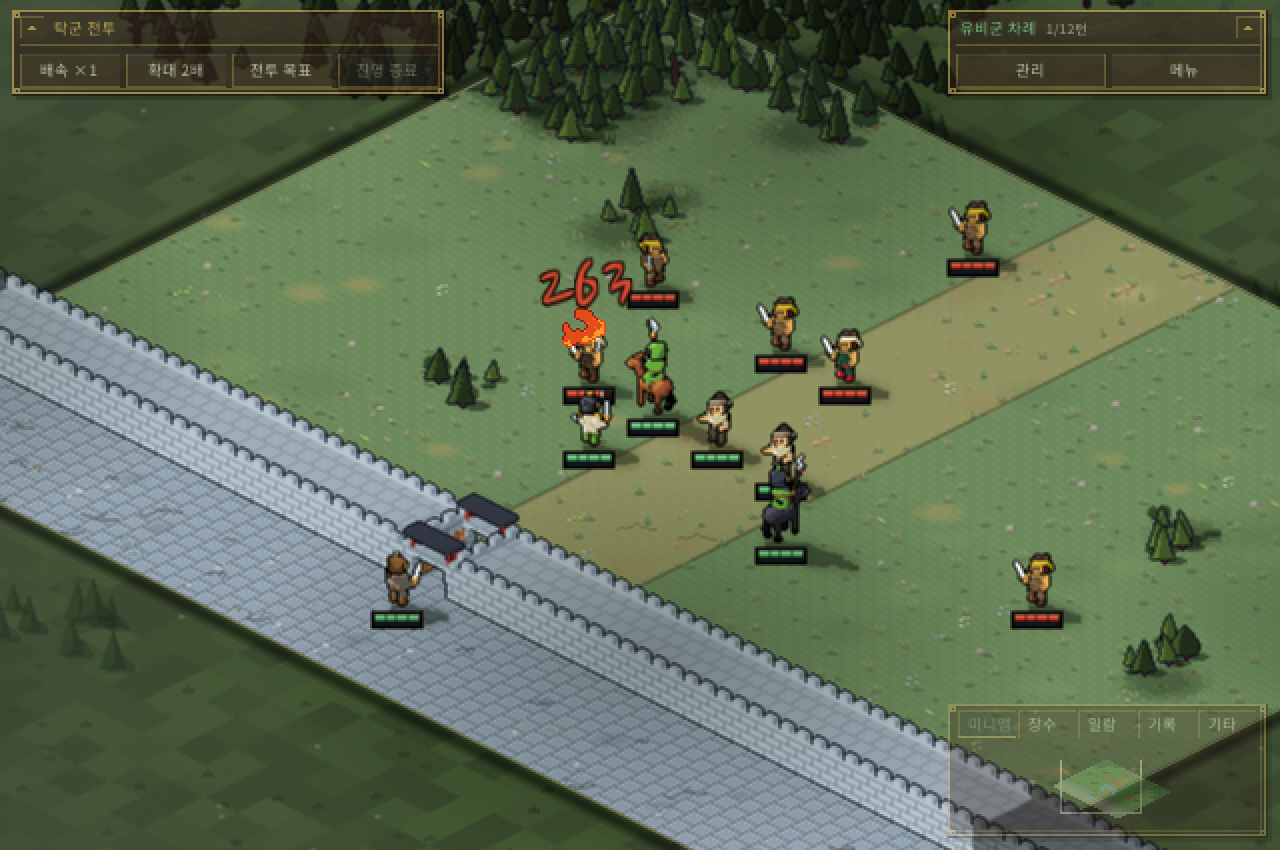 탁군 전투
배속 ×1
확대 2배
전투 목표
진영 종료
유비군 차례 1/12턴
관리
메뉴
263
미니맵
장수
일람
기록
기타